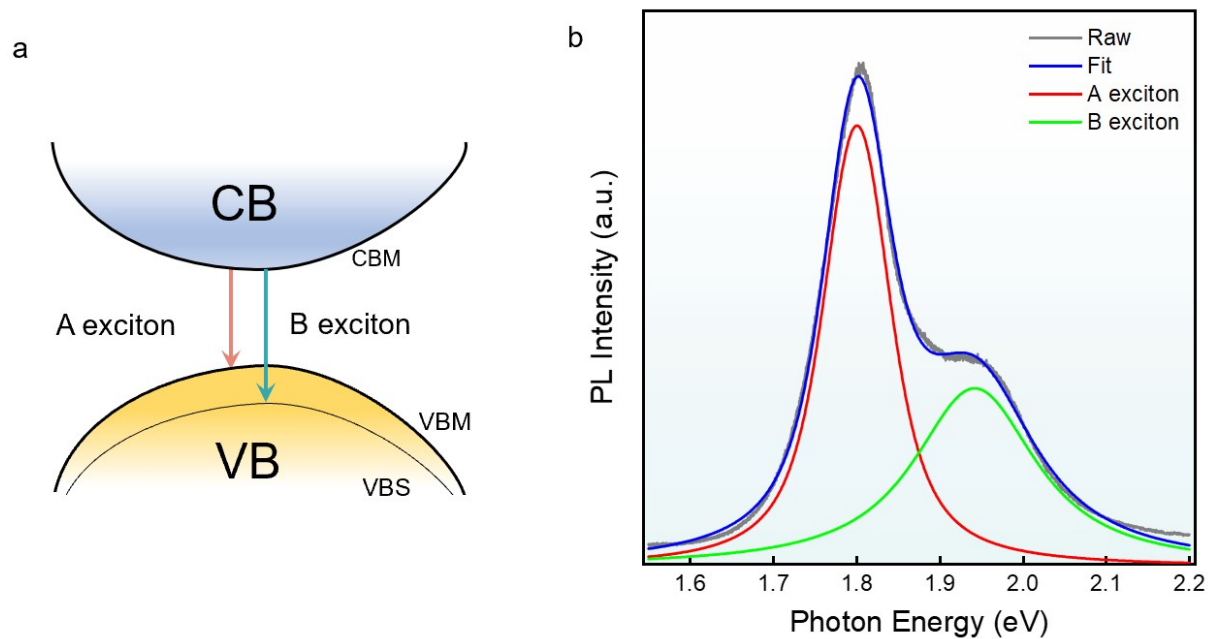 a
CB
CBM
A exciton
B exciton
VBM
VB
VBS
b
Raw
Fit
A exciton
B exciton
PL Intensity (a.u.)
1.6 1.7 1.8 1.9 2.0 2.1 2.2
Photon Energy (eV)